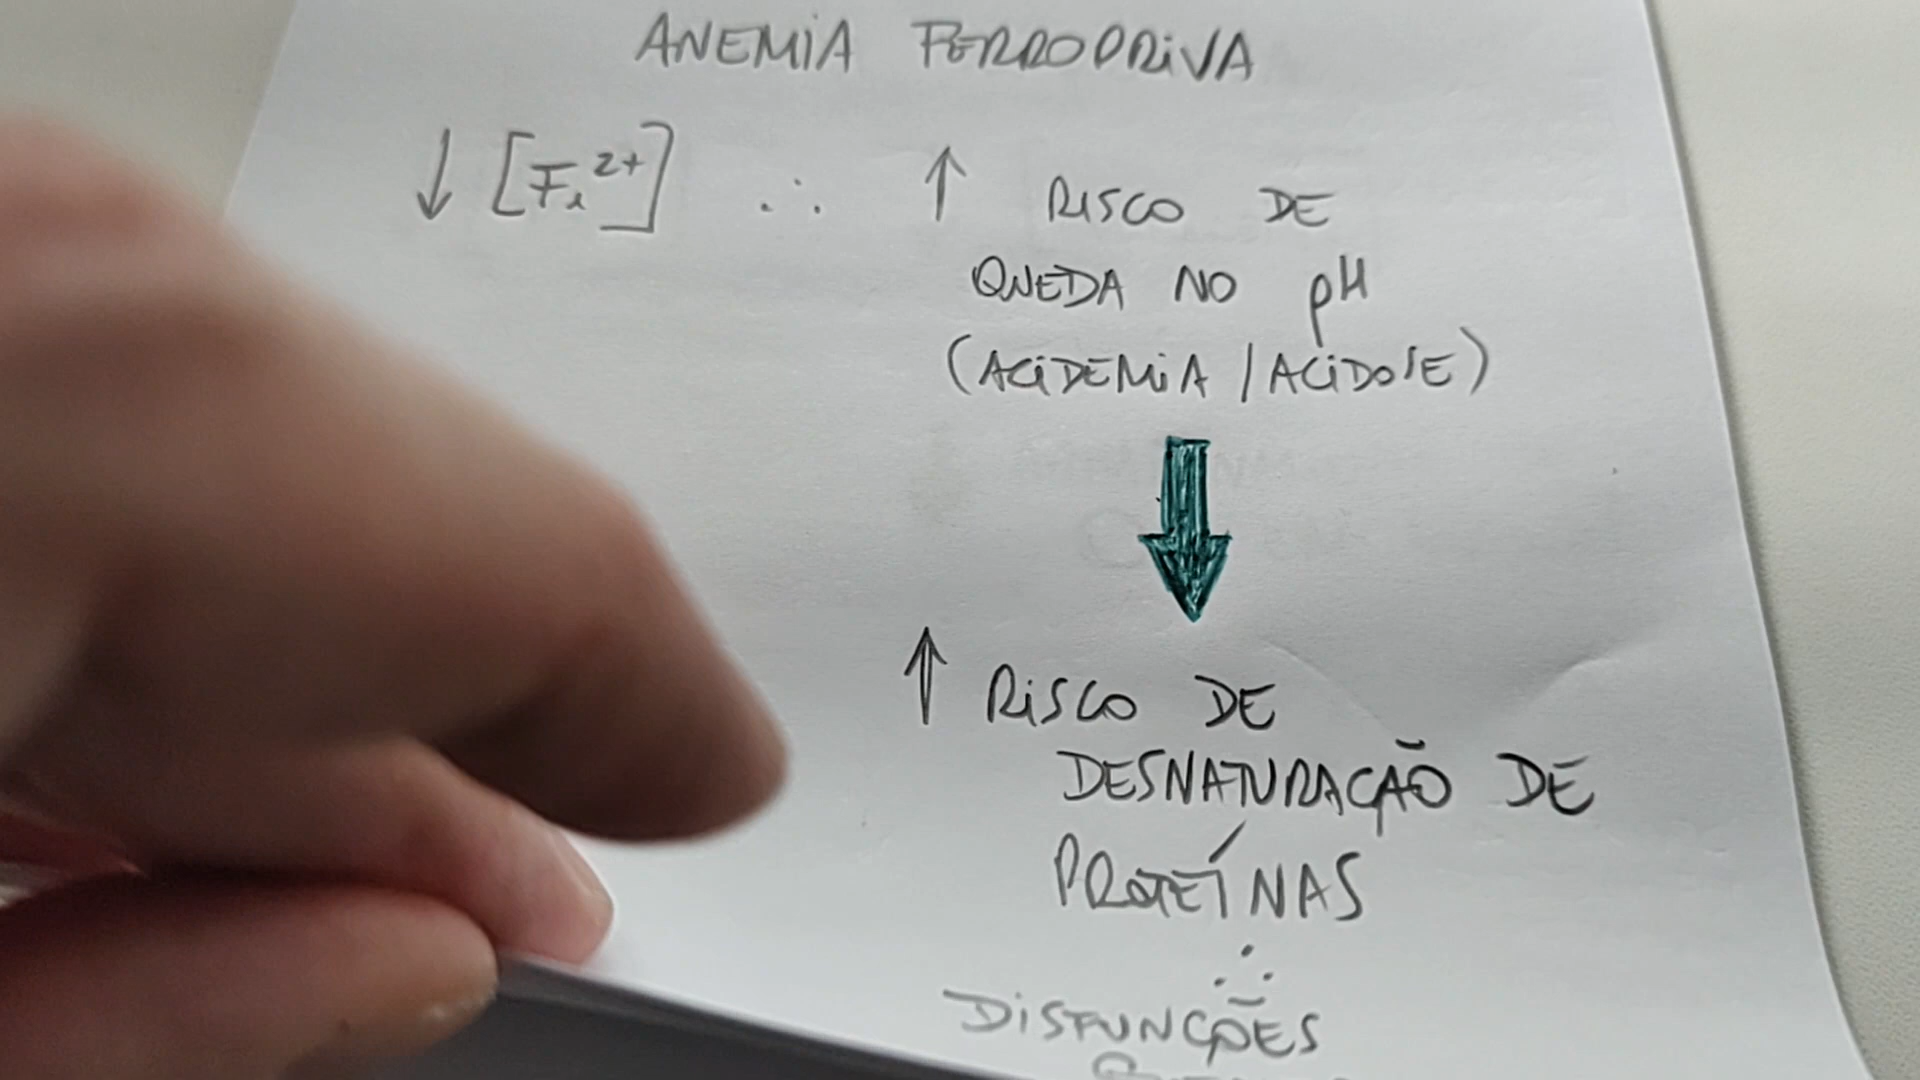 ANEMIA FERROPRIVA
↓ [Fe²⁺] ∴ ↑ RISCO DE
QUEDA NO pH
(ACIDEMIA / ACIDOSE)
↑ RISCO DE
DESNATURAÇÃO DE
PROTEÍNAS
∴
DISFUNÇÕES